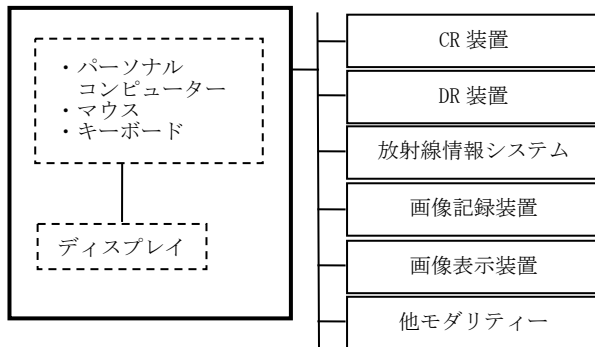 ・パーソナル
コンピューター
・マウス
・キーボード
ディスプレイ
CR 装置
DR 装置
放射線情報システム
画像記録装置
画像表示装置
他モダリティー